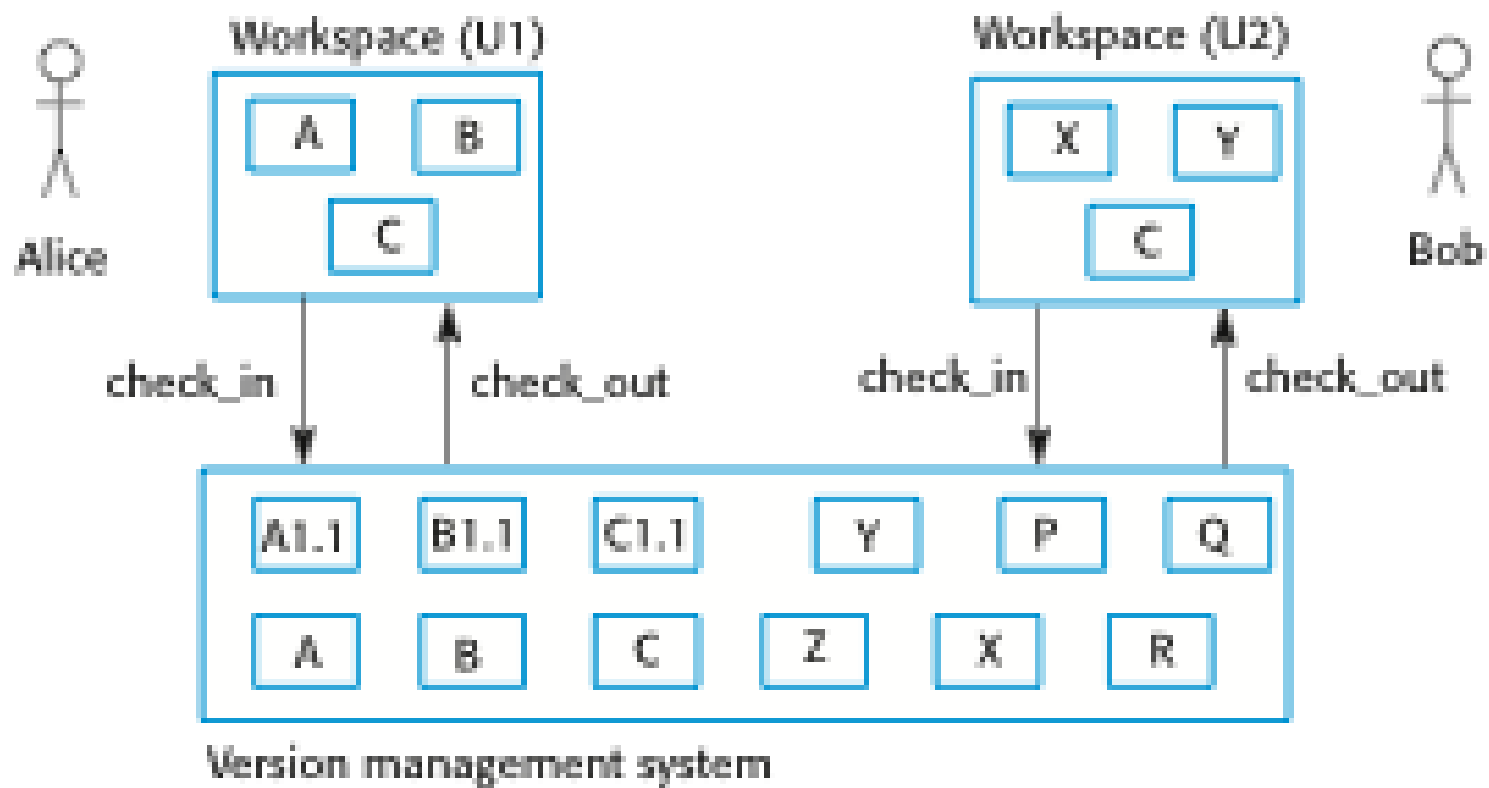 Workspace (U1)
Workspace (U2)
A
B
X
Y
C
C
Alice
Bob
check_in
check_out
check_in
check_out
A1.1
B1.1
C1.1
Y
P
Q
A
B
C
Z
X
R
Version management system